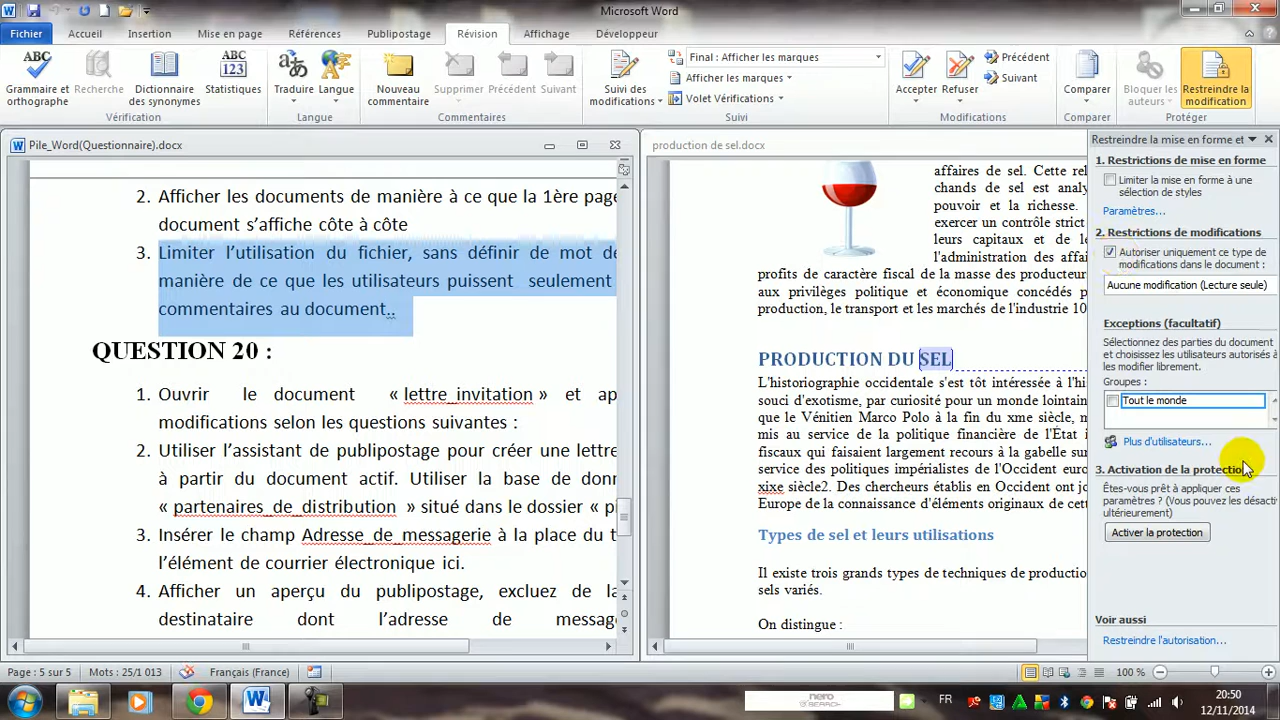 Microsoft Word
Fichier Accueil Insertion Mise en page Références Publipostage Révision Affichage Développeur
Grammaire et orthographe
Recherche
Dictionnaire des synonymes
Statistiques
Traduire
Langue
Nouveau commentaire
Supprimer
Précédent
Suivant
Suivi des modifications
Final : Afficher les marques
Afficher les marques
Volet Vérifications
Accepter
Refuser
Précédent
Suivant
Comparer
Bloquer les auteurs
Restreindre la modification
Vérification Langue Commentaires Suivi Modifications Comparer Protéger
Pile_Word(Questionnaire).docx
2. Afficher les documents de manière à ce que la 1ère page
document s’affiche côte à côte
3. Limiter l’utilisation du fichier, sans définir de mot de
manière de ce que les utilisateurs puissent seulement
commentaires au document..
QUESTION 20 :
1. Ouvrir le document « lettre_invitation » et ap
modifications selon les questions suivantes :
2. Utiliser l’assistant de publipostage pour créer une lettre
à partir du document actif. Utiliser la base de don
« partenaires_de_distribution » situé dans le dossier « p
3. Insérer le champ Adresse_de_messagerie à la place du t
l’élément de courrier électronique ici.
4. Afficher un aperçu du publipostage, excluez de la
destinataire dont l’adresse de messag
production de sel.docx
affaires de sel. Cette rel
chands de sel est analy
pouvoir et la richesse.
exercer un contrôle strict
leurs capitaux et de le
l'administration des affai
profits de caractère fiscal de la masse des producteur
aux privilèges politique et économique concédés p
production, le transport et les marchés de l'industrie 10
PRODUCTION DU SEL
L'historiographie occidentale s'est tôt intéressée à l'his
souci d'exotisme, par curiosité pour un monde lointain
que le Vénitien Marco Polo à la fin du xme siècle, m
mis au service de la politique financière de l'État i
fiscaux qui faisaient largement recours à la gabelle sur
service des politiques impérialistes de l'Occident euro
xixe siècle2. Des chercheurs établis en Occident ont jo
Europe de la connaissance d'éléments originaux de cett
Types de sel et leurs utilisations
Il existe trois grands types de techniques de production
sels variés.
On distingue :
Restreindre la mise en forme et
1. Restrictions de mise en forme
Limiter la mise en forme à une
sélection de styles
Paramètres...
2. Restrictions de modifications
Autoriser uniquement ce type de
modifications dans le document :
Aucune modification (Lecture seule)
Exceptions (facultatif)
Sélectionnez des parties du document
et choisissez les utilisateurs autorisés à
les modifier librement.
Groupes :
Tout le monde
Plus d'utilisateurs...
3. Activation de la protection
Êtes-vous prêt à appliquer ces
paramètres ? (Vous pouvez les désacti
ultérieurement)
Activer la protection
Voir aussi
Restreindre l'autorisation...
Page : 5 sur 5 Mots : 25/1 013 Français (France) 100 %
nero
SEARCH
FR
20:50
12/11/2014